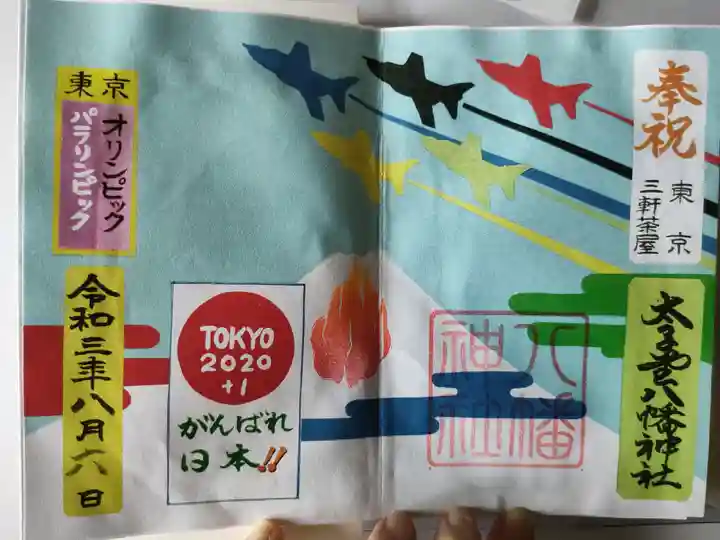 奉祝
東京
三軒茶屋
太子堂八幡神社
八幡
神社
東京
オリンピック
パラリンピック
令和三年八月六日
TOKYO
2020
+1
がんばれ
日本!!